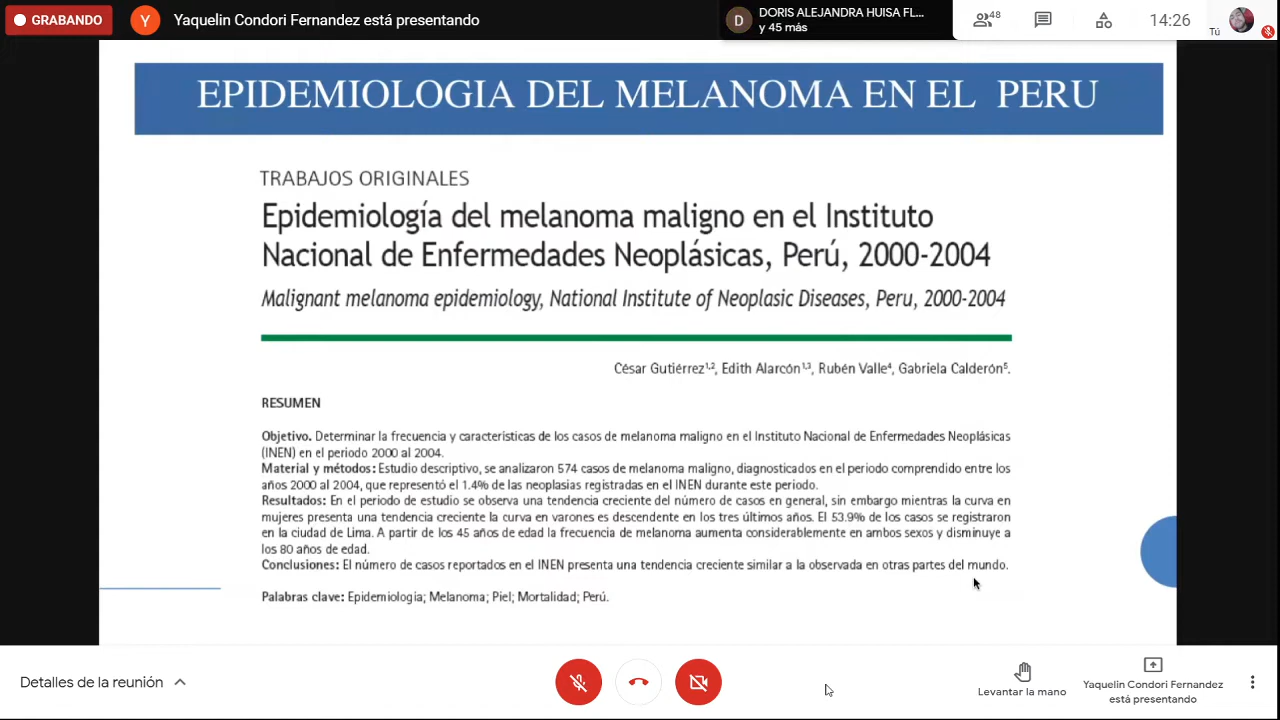 GRABANDO
Y
Yaquelin Condori Fernandez está presentando
D
DORIS ALEJANDRA HUISA FL...
y 45 más
48
14:26
Tú
EPIDEMIOLOGIA DEL MELANOMA EN EL PERU
TRABAJOS ORIGINALES
Epidemiología del melanoma maligno en el Instituto
Nacional de Enfermedades Neoplásicas, Perú, 2000-2004
Malignant melanoma epidemiology, National Institute of Neoplasic Diseases, Peru, 2000-2004
César Gutiérrez1,2, Edith Alarcón1,3, Rubén Valle4, Gabriela Calderón5.
RESUMEN
Objetivo. Determinar la frecuencia y características de los casos de melanoma maligno en el Instituto Nacional de Enfermedades Neoplásicas
(INEN) en el periodo 2000 al 2004.
Material y métodos: Estudio descriptivo, se analizaron 574 casos de melanoma maligno, diagnosticados en el periodo comprendido entre los
años 2000 al 2004, que representó el 1.4% de las neoplasias registradas en el INEN durante este periodo.
Resultados: En el periodo de estudio se observa una tendencia creciente del número de casos en general, sin embargo mientras la curva en
mujeres presenta una tendencia creciente la curva en varones es descendente en los tres últimos años. El 53.9% de los casos se registraron
en la ciudad de Lima. A partir de los 45 años de edad la frecuencia de melanoma aumenta considerablemente en ambos sexos y disminuye a
los 80 años de edad.
Conclusiones: El número de casos reportados en el INEN presenta una tendencia creciente similar a la observada en otras partes del mundo.
Palabras clave: Epidemiología; Melanoma; Piel; Mortalidad; Perú.
Detalles de la reunión
Levantar la mano
Yaquelin Condori Fernandez
está presentando